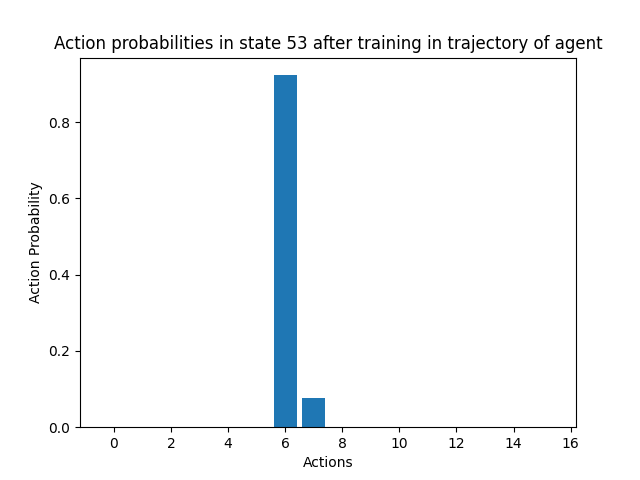 Action probabilities in state 53 after training in trajectory of agent
Action Probability
0.8
0.6
0.4
0.2
0.0
0 2 4 6 8 10 12 14 16
Actions